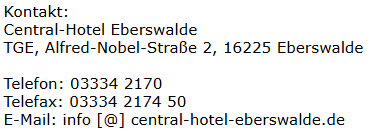 Kontakt:
Central-Hotel Eberswalde
TGE, Alfred-Nobel-Straße 2, 16225 Eberswalde
Telefon: 03334 2170
Telefax: 03334 2174 50
E-Mail: info [@] central-hotel-eberswalde.de